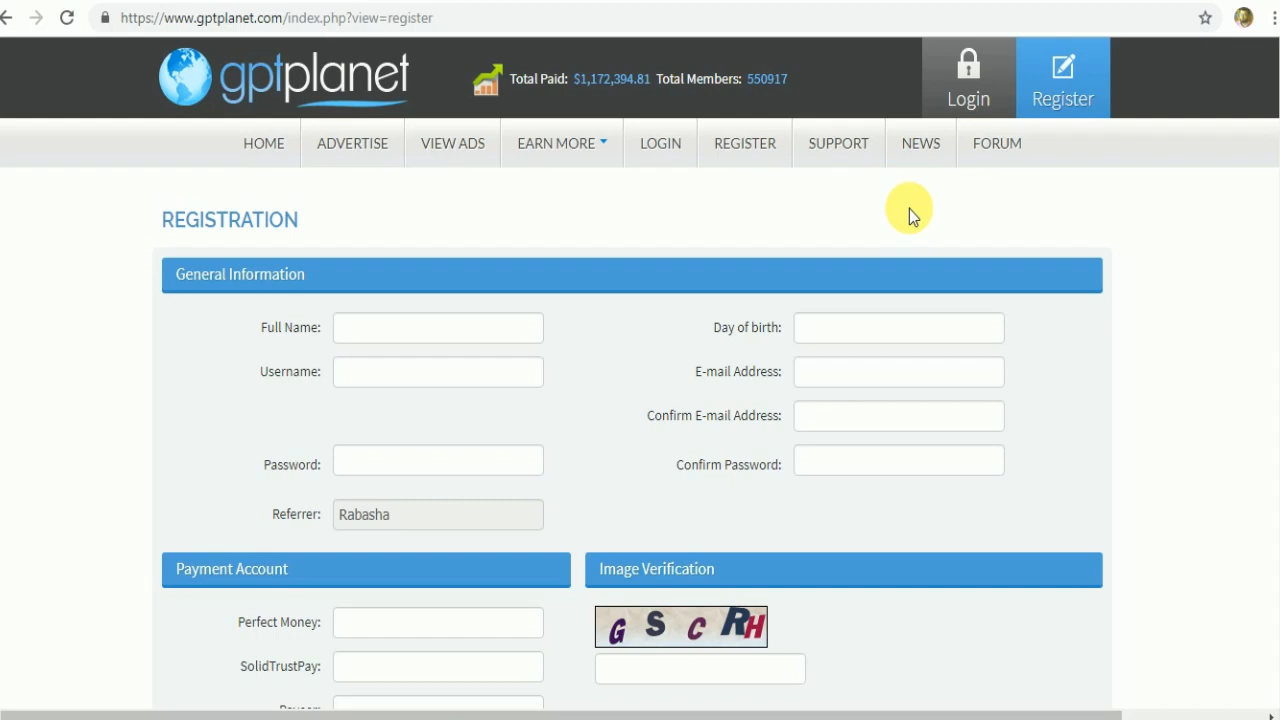 https://www.gptplanet.com/index.php?view=register
gptplanet
Total Paid: $1,172,394.81 Total Members: 550917
Login
Register
HOME ADVERTISE VIEW ADS EARN MORE LOGIN REGISTER SUPPORT NEWS FORUM
REGISTRATION
General Information
Full Name: Day of birth:
Username: E-mail Address:
Confirm E-mail Address:
Password: Confirm Password:
Referrer: Rabasha
Payment Account Image Verification
Perfect Money: G S C R H
SolidTrustPay: